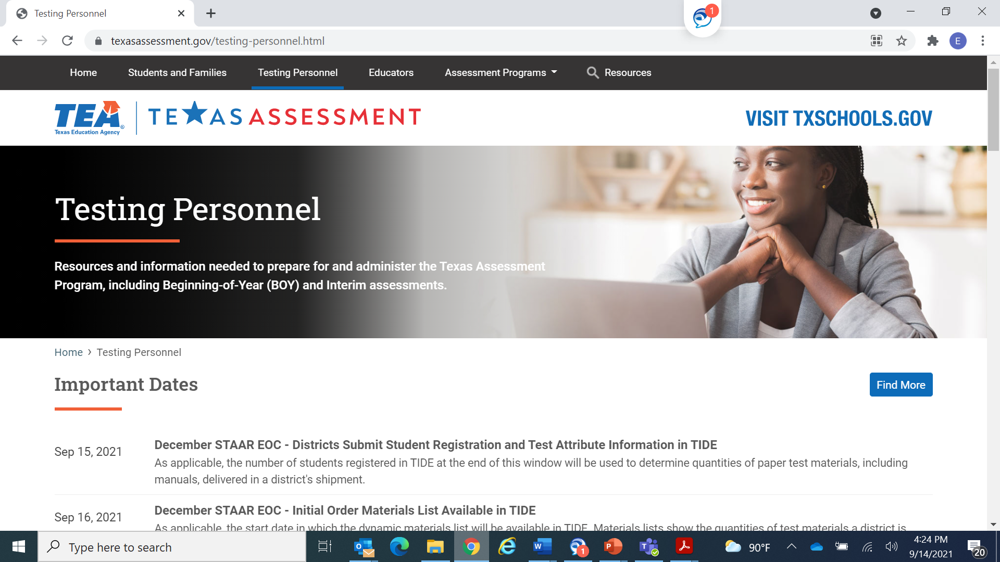 Testing Personnel
1
texasassessment.gov/testing-personnel.html
E
Home Students and Families Testing Personnel Educators Assessment Programs Resources
TEA®
Texas Education Agency
TEXAS ASSESSMENT
VISIT TXSCHOOLS.GOV
Testing Personnel
Resources and information needed to prepare for and administer the Texas Assessment
Program, including Beginning-of-Year (BOY) and Interim assessments.
Home › Testing Personnel
Important Dates
Find More
Sep 15, 2021
December STAAR EOC - Districts Submit Student Registration and Test Attribute Information in TIDE
As applicable, the number of students registered in TIDE at the end of this window will be used to determine quantities of paper test materials, including
manuals, delivered in a district's shipment.
Sep 16, 2021
December STAAR EOC - Initial Order Materials List Available in TIDE
As applicable, the start date in which the dynamic materials list will be available in TIDE. Materials lists show the quantities of test materials a district is
Type here to search
1
90°F
4:24 PM
9/14/2021
20